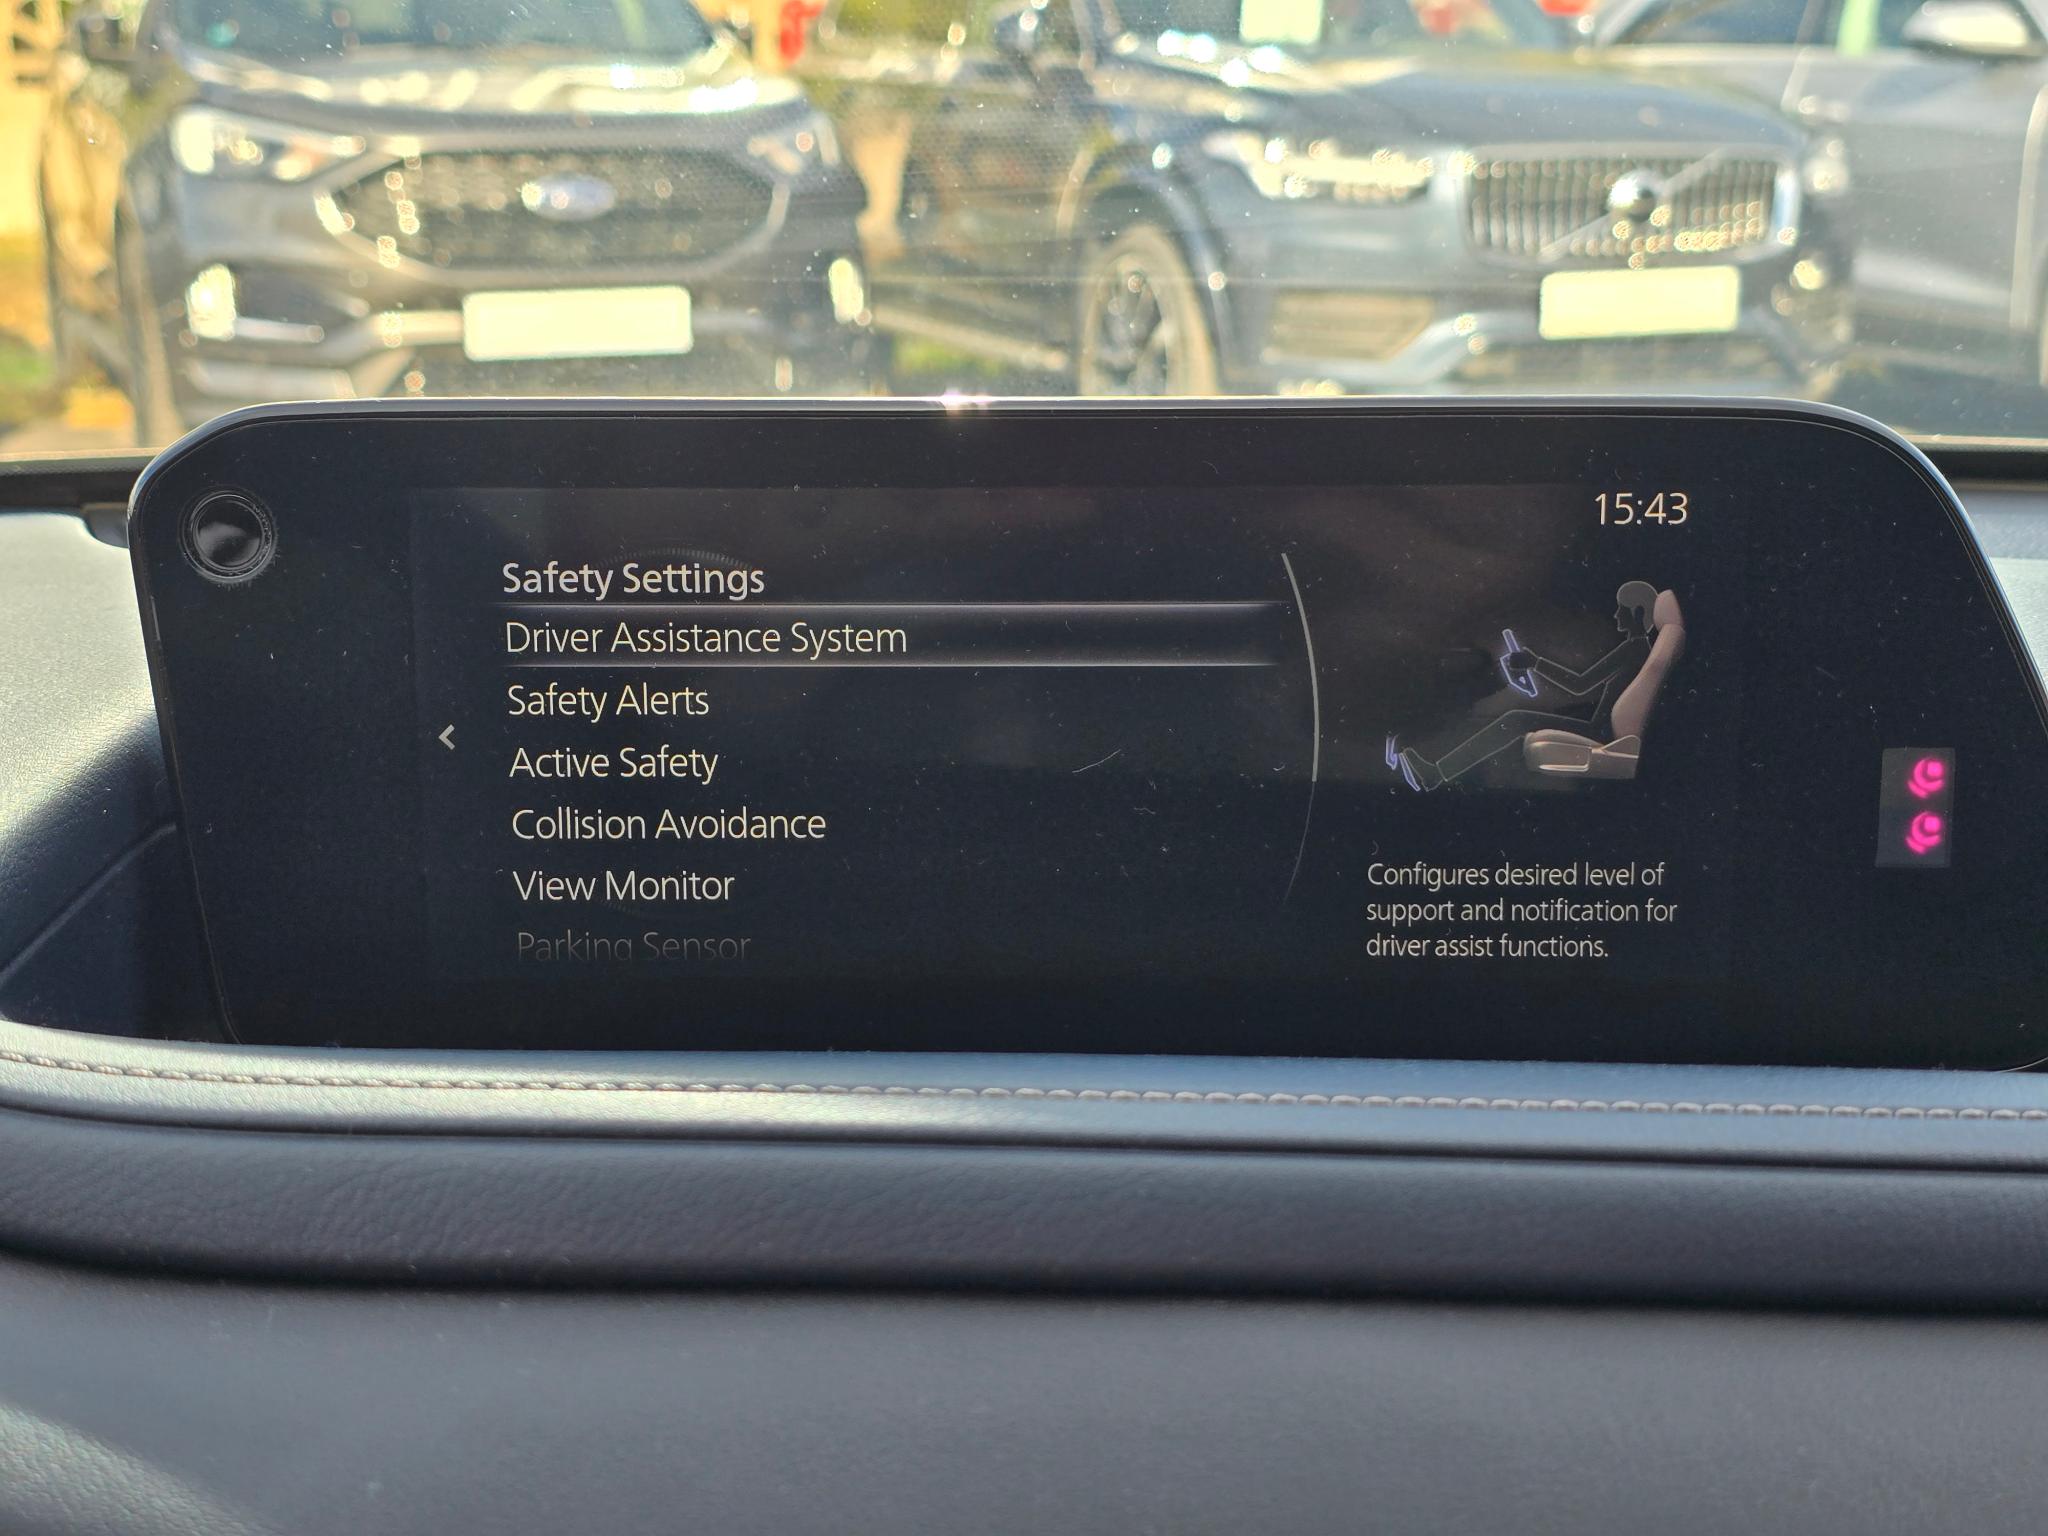 15:43
Safety Settings
Driver Assistance System
Safety Alerts
Active Safety
Collision Avoidance
View Monitor
Parking Sensor
Configures desired level of
support and notification for
driver assist functions.